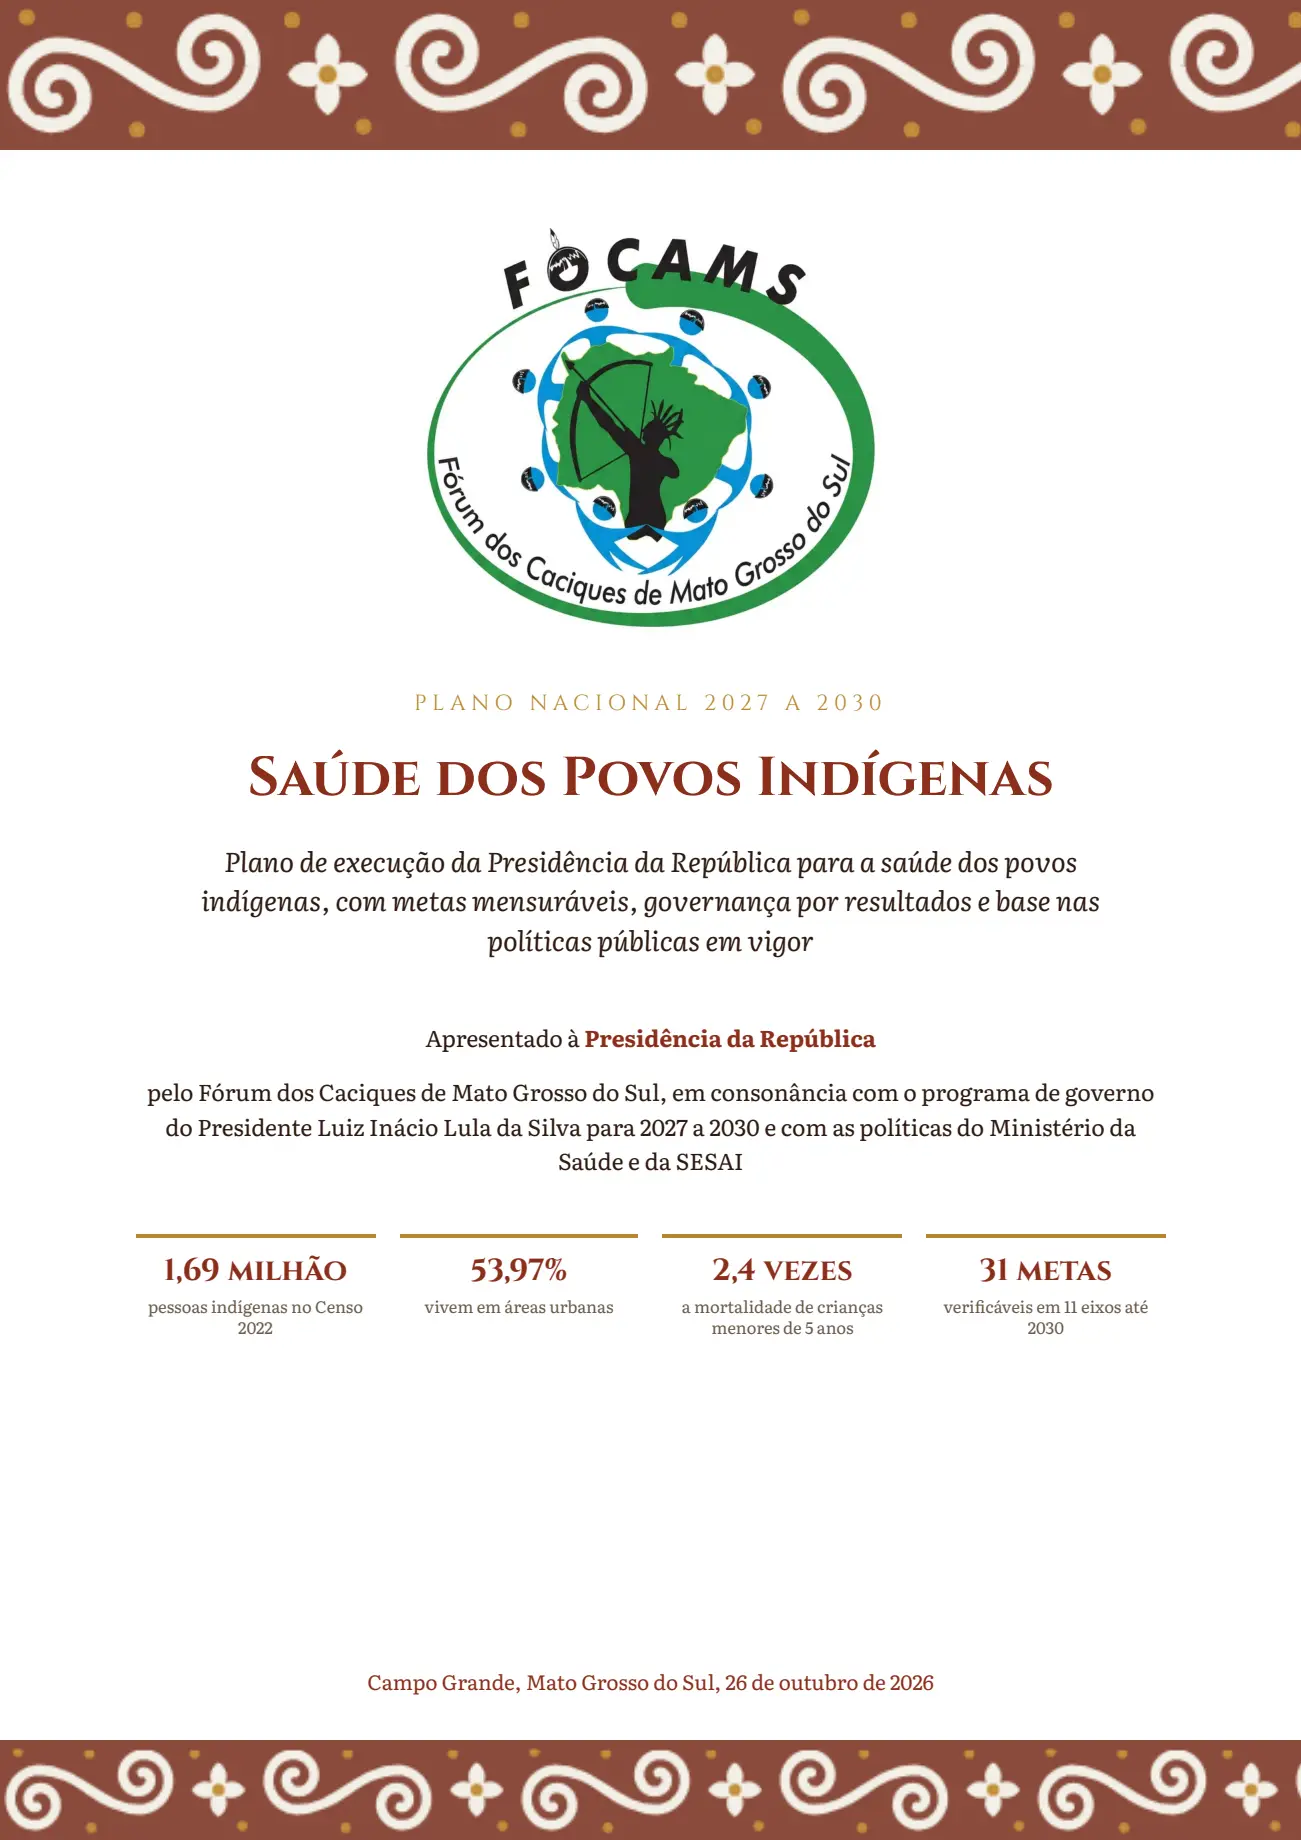 FÓCAMS
Fórum dos Caciques de Mato Grosso do Sul
PLANO NACIONAL 2027 A 2030
Saúde dos Povos Indígenas
Plano de execução da Presidência da República para a saúde dos povos
indígenas, com metas mensuráveis, governança por resultados e base nas
políticas públicas em vigor
Apresentado à Presidência da República
pelo Fórum dos Caciques de Mato Grosso do Sul, em consonância com o programa de governo
do Presidente Luiz Inácio Lula da Silva para 2027 a 2030 e com as políticas do Ministério da
Saúde e da SESAI
1,69 milhão
pessoas indígenas no Censo
2022
53,97%
vivem em áreas urbanas
2,4 vezes
a mortalidade de crianças
menores de 5 anos
31 metas
verificáveis em 11 eixos até
2030
Campo Grande, Mato Grosso do Sul, 26 de outubro de 2026